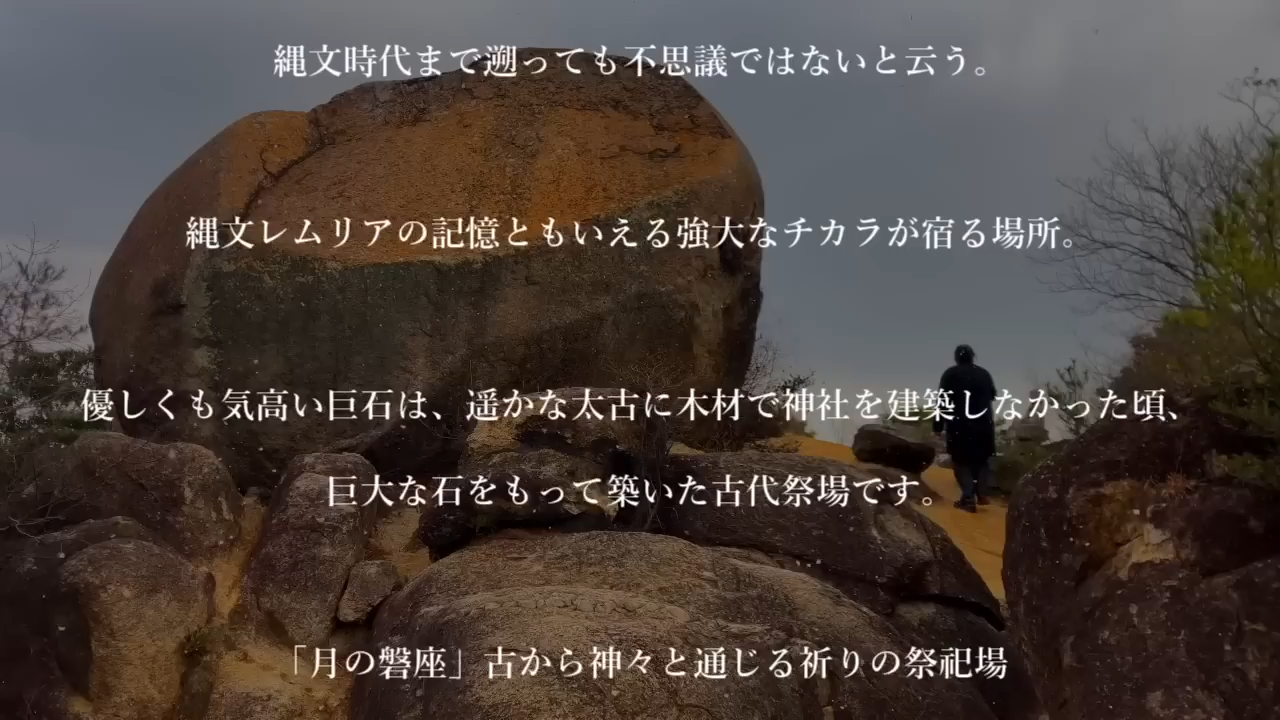 縄文時代まで遡っても不思議ではないと云う。
縄文レムリアの記憶ともいえる強大なチカラが宿る場所。
優しくも気高い巨石は、遥かな太古に木材で神社を建築しなかった頃、
巨大な石をもって築いた古代祭場です。
「月の磐座」古から神々と通じる祈りの祭祀場